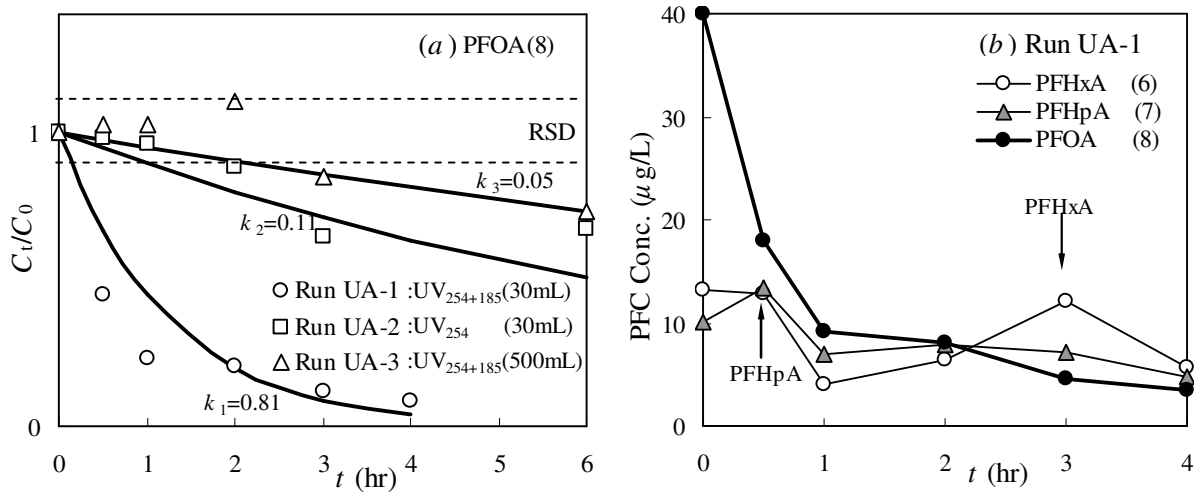 (a) PFOA(8)
RSD
1
k₃=0.05
k₂=0.11
Cₜ/C₀
Run UA-1 :UV₂₅₄₊₁₈₅(30mL)
Run UA-2 :UV₂₅₄ (30mL)
Run UA-3 :UV₂₅₄₊₁₈₅(500mL)
k₁=0.81
0
0 1 2 3 4 5 6
t (hr)
(b) Run UA-1
PFHxA (6)
PFHpA (7)
PFOA (8)
40
30
20
10
0
PFC Conc. (μg/L)
PFHxA
PFHpA
0 1 2 3 4
t (hr)